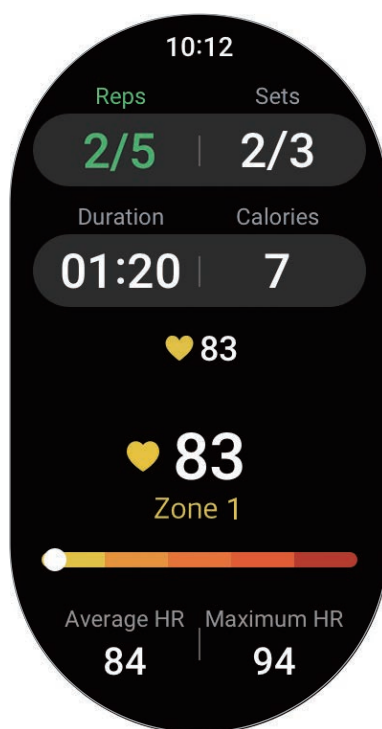 10:12
Reps Sets
2/5 2/3
Duration Calories
01:20 7
83
83
Zone 1
Average HR Maximum HR
84 94